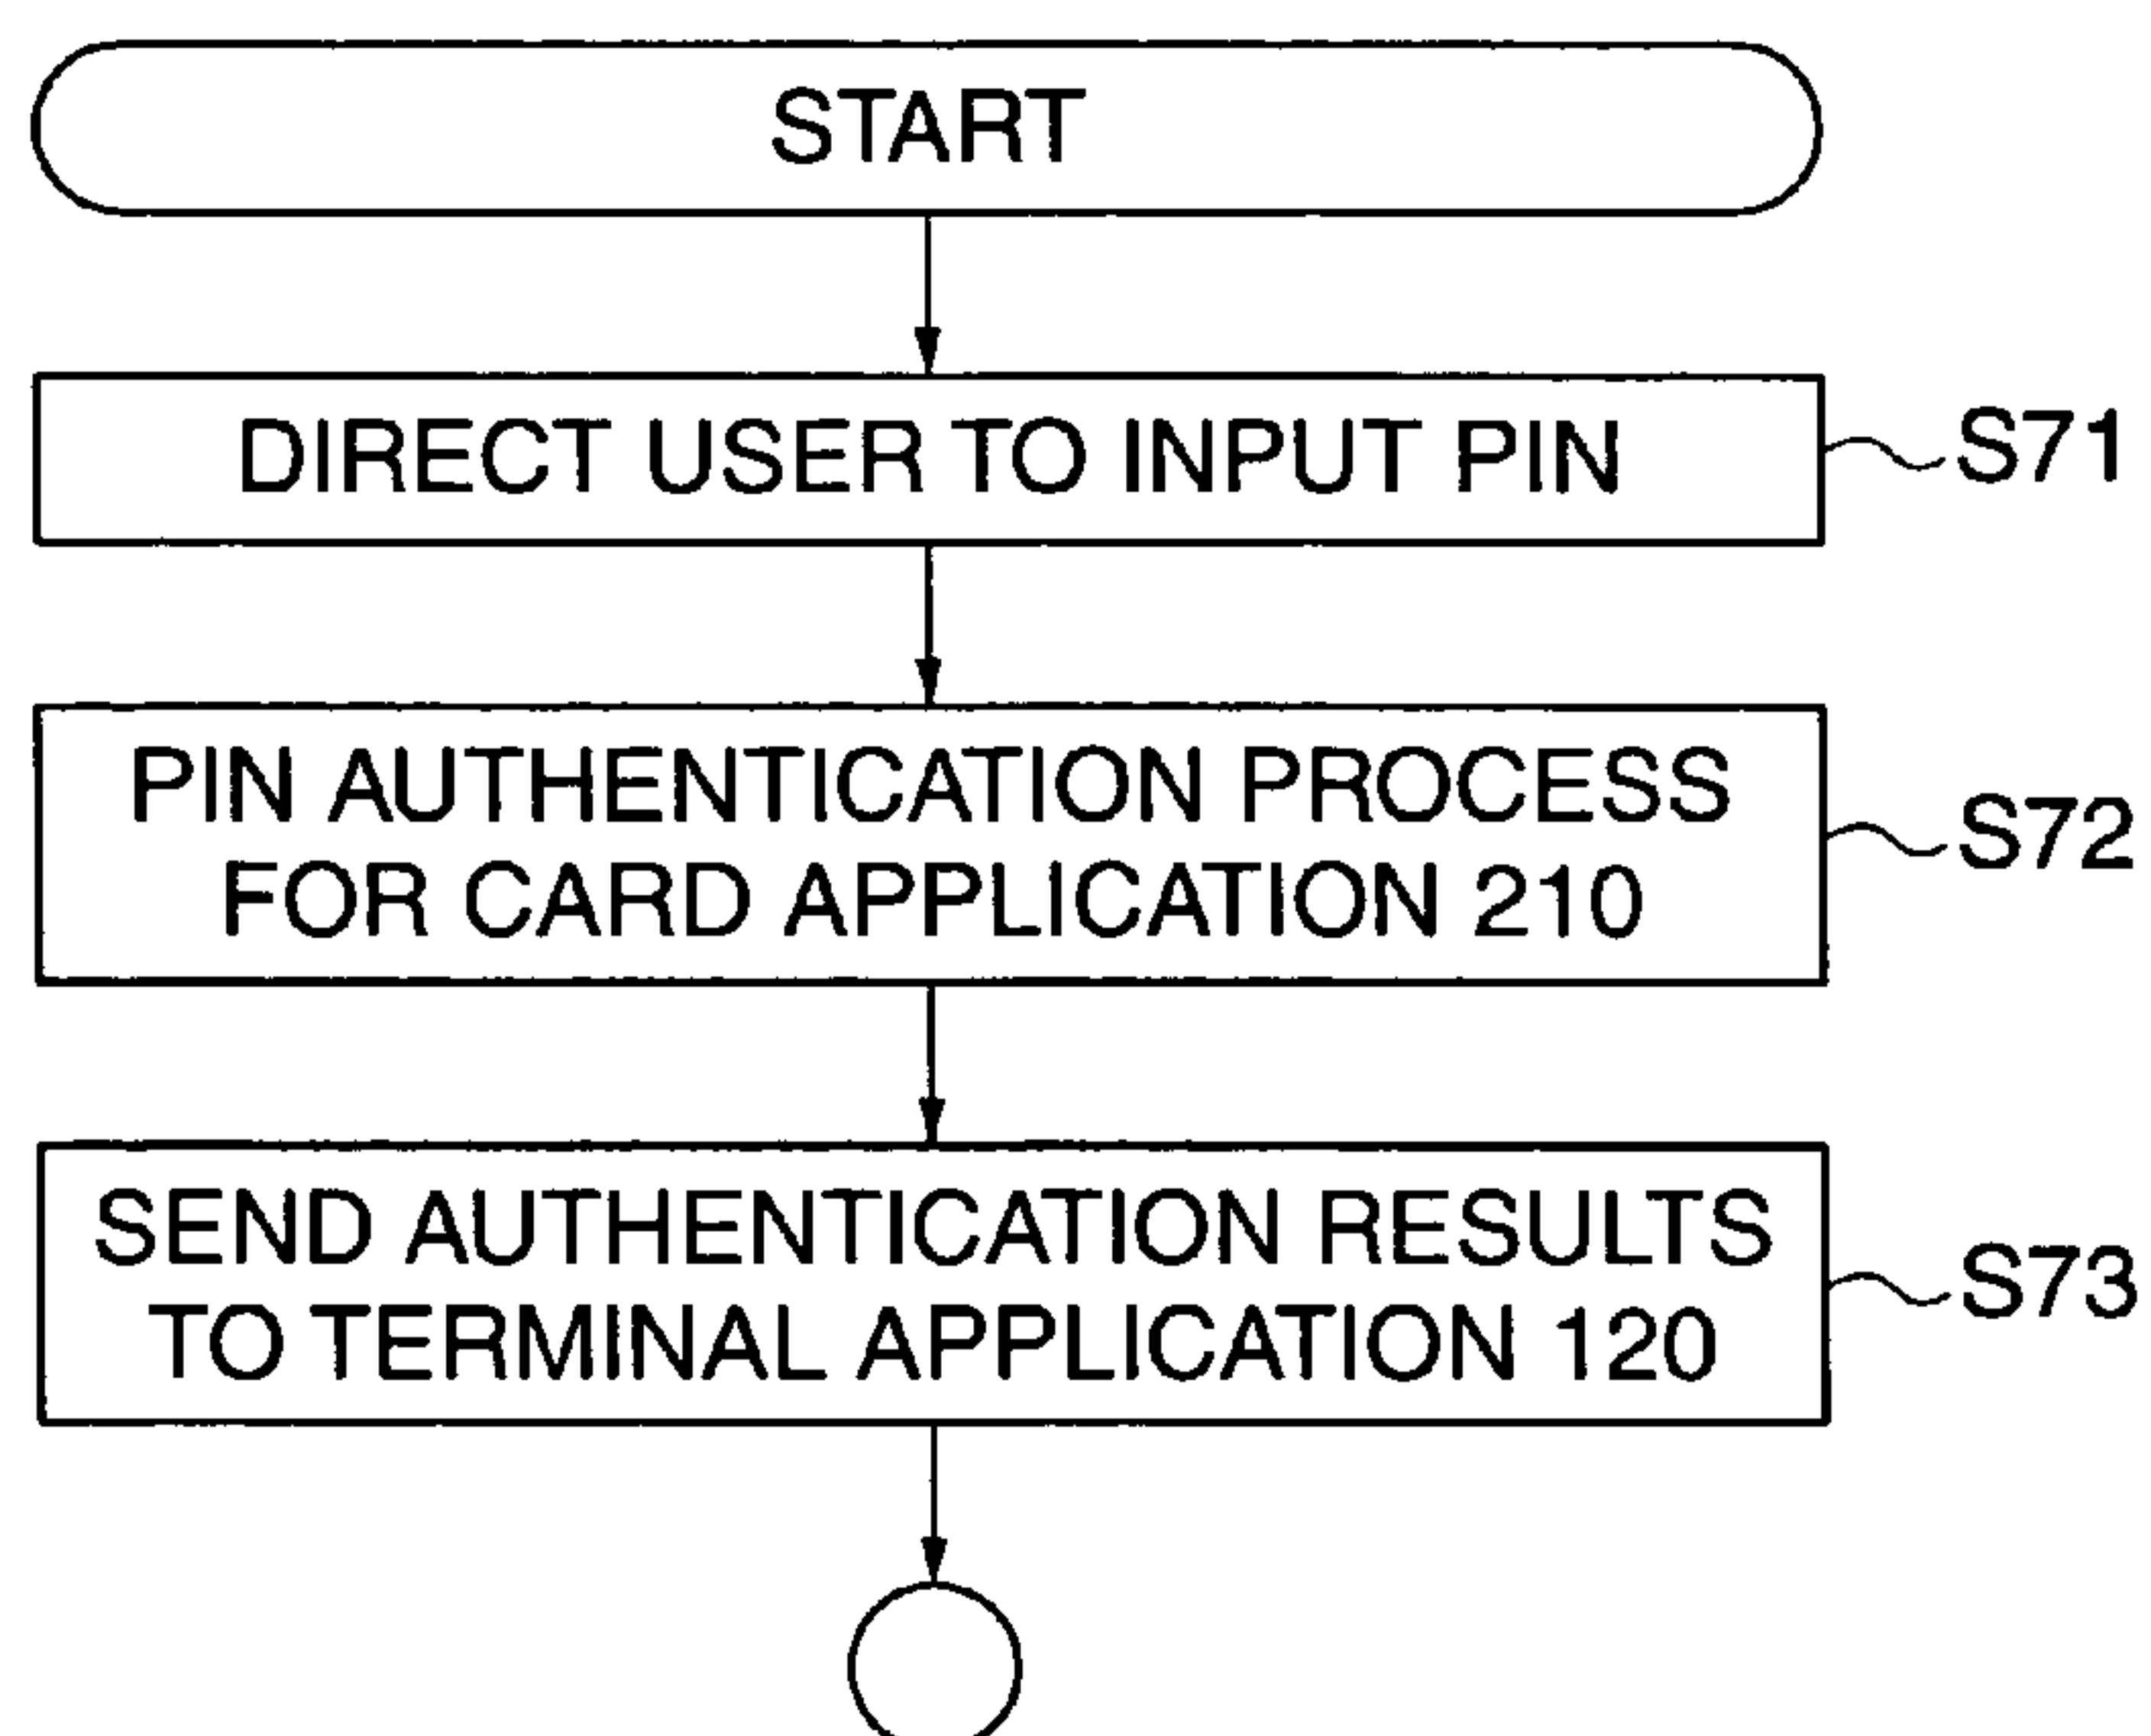 START
DIRECT USER TO INPUT PIN
S71
PIN AUTHENTICATION PROCESS
FOR CARD APPLICATION 210
S72
SEND AUTHENTICATION RESULTS
TO TERMINAL APPLICATION 120
S73